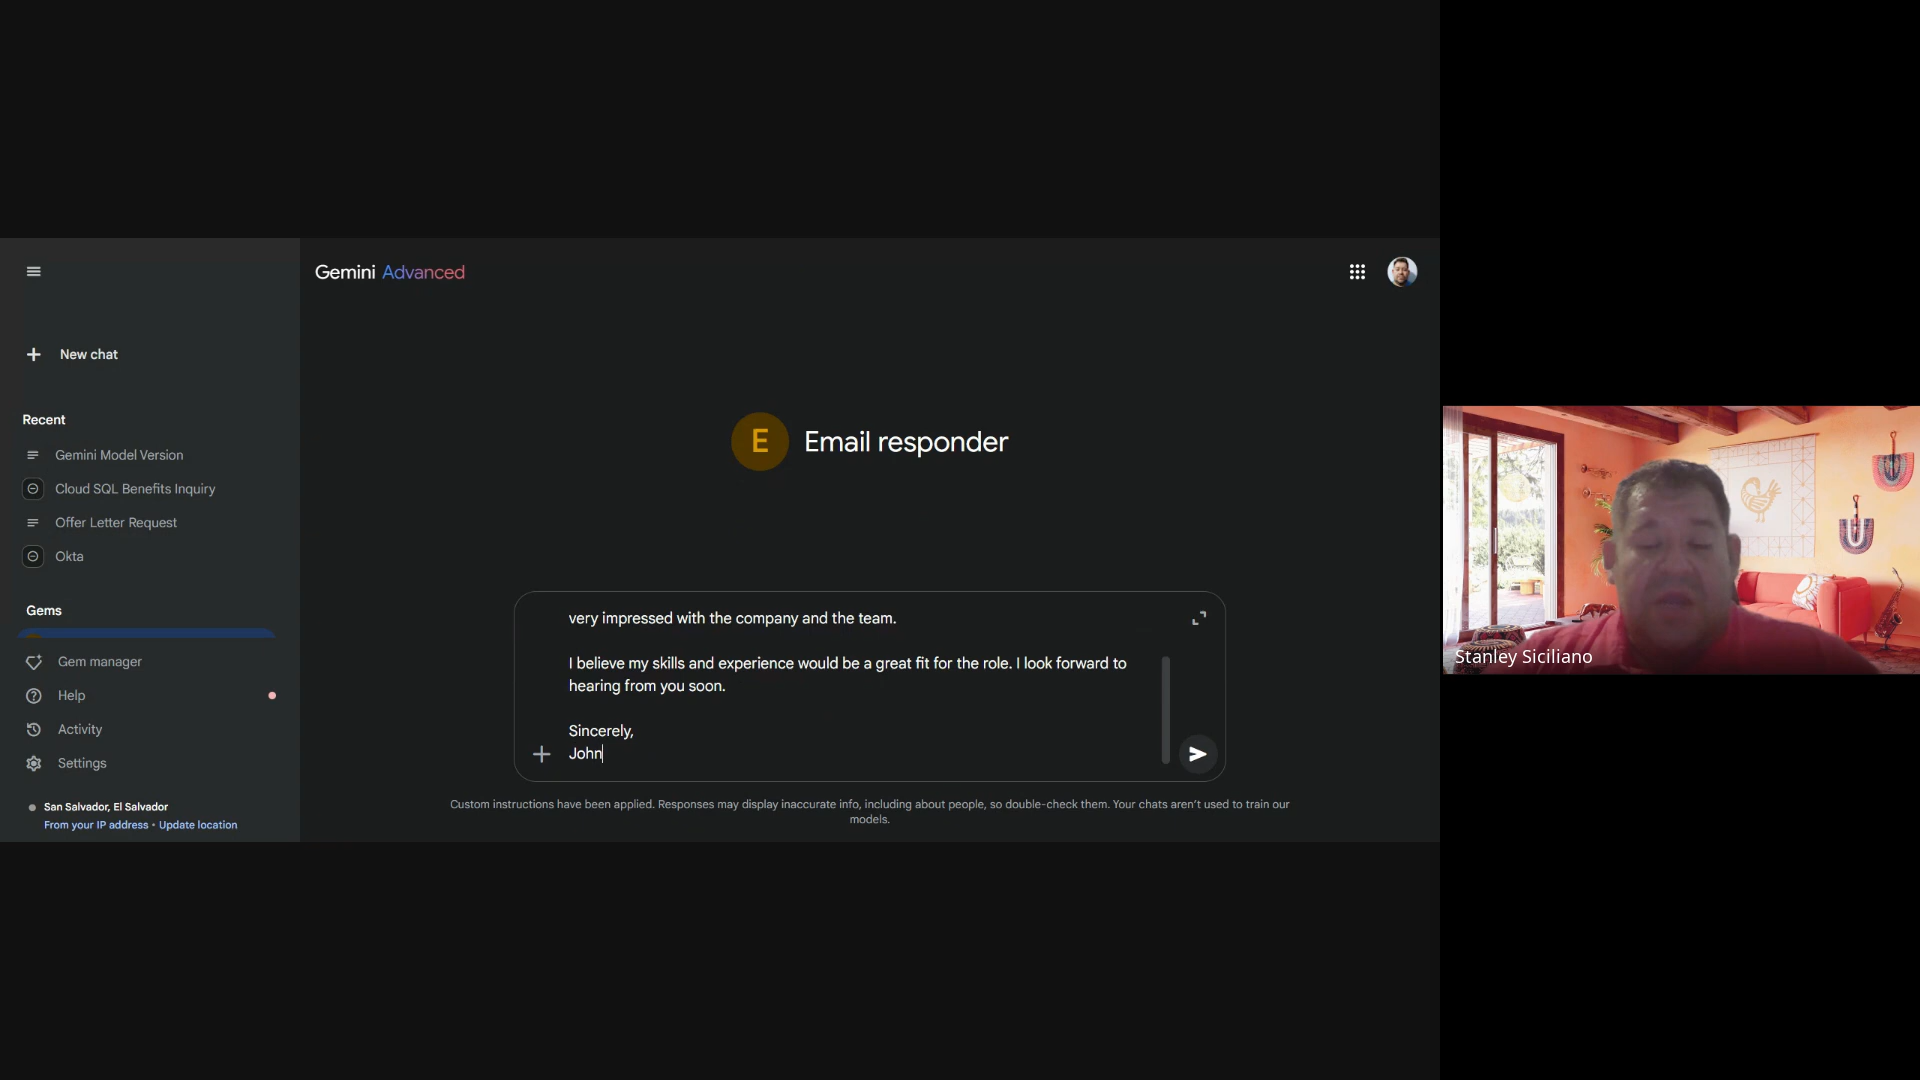 Gemini Advanced
New chat
Recent
Gemini Model Version
Cloud SQL Benefits Inquiry
Offer Letter Request
Okta
Gems
Gem manager
Help
Activity
Settings
San Salvador, El Salvador
From your IP address • Update location
E Email responder
very impressed with the company and the team.
I believe my skills and experience would be a great fit for the role. I look forward to
hearing from you soon.
Sincerely,
John
Custom instructions have been applied. Responses may display inaccurate info, including about people, so double-check them. Your chats aren't used to train our
models.
Stanley Siciliano